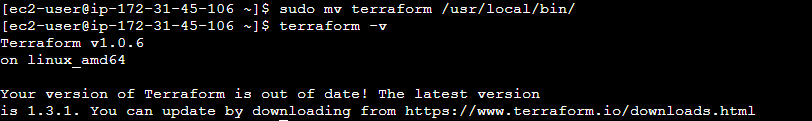 [ec2-user@ip-172-31-45-106 ~]$ sudo mv terraform /usr/local/bin/
[ec2-user@ip-172-31-45-106 ~]$ terraform -v
Terraform v1.0.6
on linux_amd64
Your version of Terraform is out of date! The latest version
is 1.3.1. You can update by downloading from https://www.terraform.io/downloads.html